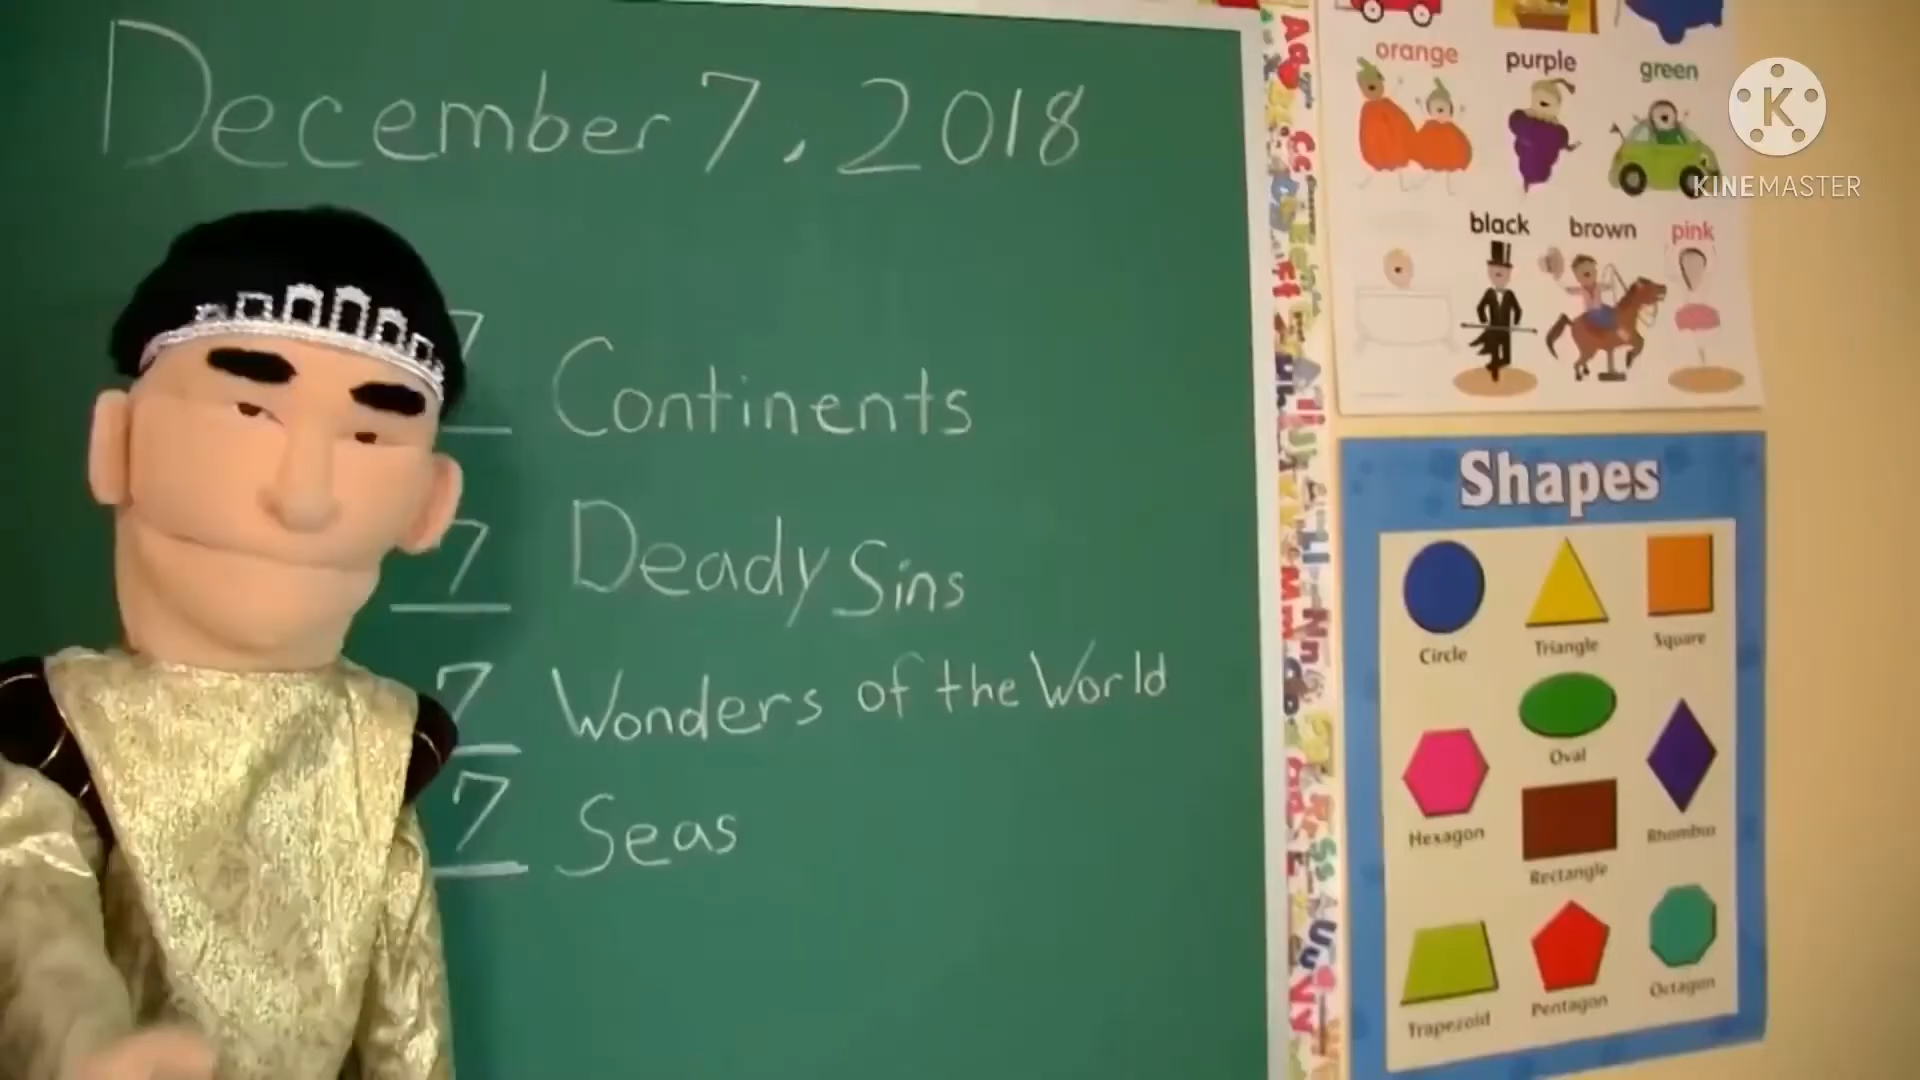 December 7, 2018
7 Continents
7 Deady Sins
7 Wonders of the World
7 Seas
orange purple green
black brown pink
KINEMASTER
Shapes
Circle Triangle Square
Oval
Hexagon Rectangle Rhombus
Trapezoid Pentagon Octagon